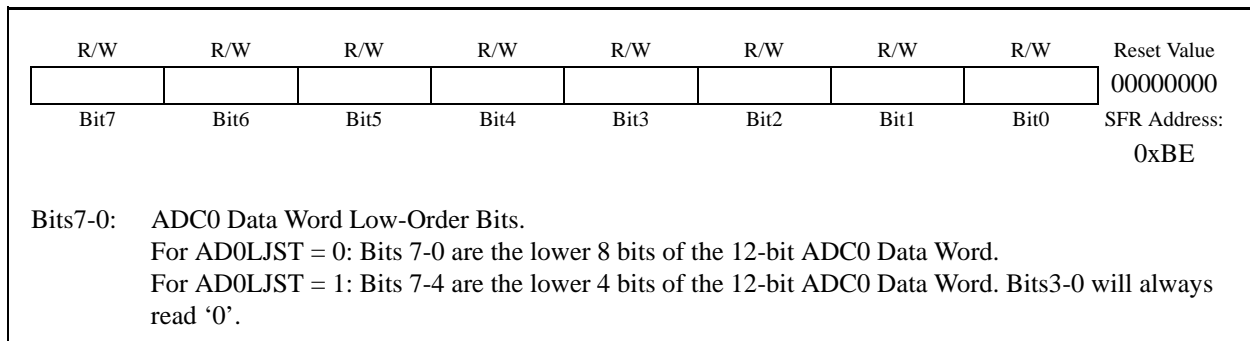 R/W R/W R/W R/W R/W R/W R/W R/W Reset Value
00000000
Bit7 Bit6 Bit5 Bit4 Bit3 Bit2 Bit1 Bit0 SFR Address:
0xBE
Bits7-0: ADC0 Data Word Low-Order Bits.
For AD0LJST = 0: Bits 7-0 are the lower 8 bits of the 12-bit ADC0 Data Word.
For AD0LJST = 1: Bits 7-4 are the lower 4 bits of the 12-bit ADC0 Data Word. Bits3-0 will always
read ‘0’.